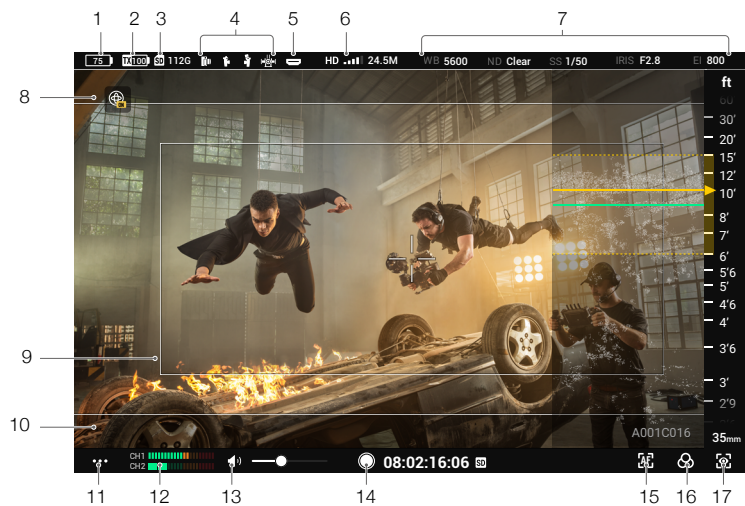 1 2 3 4 5 6 7
75 TX100 SD 112G HD 24.5M WB 5600 ND Clear SS 1/50 IRIS F2.8 EI 800
8
ft
60
30'
20'
15'
12'
10'
8'
7'
6'
5'6
5'
4'6
4'
3'6
9
3'
2'9
10
A001C016
35mm
CH1
CH2
08:02:16:06 SD
AF
11 12 13 14 15 16 17